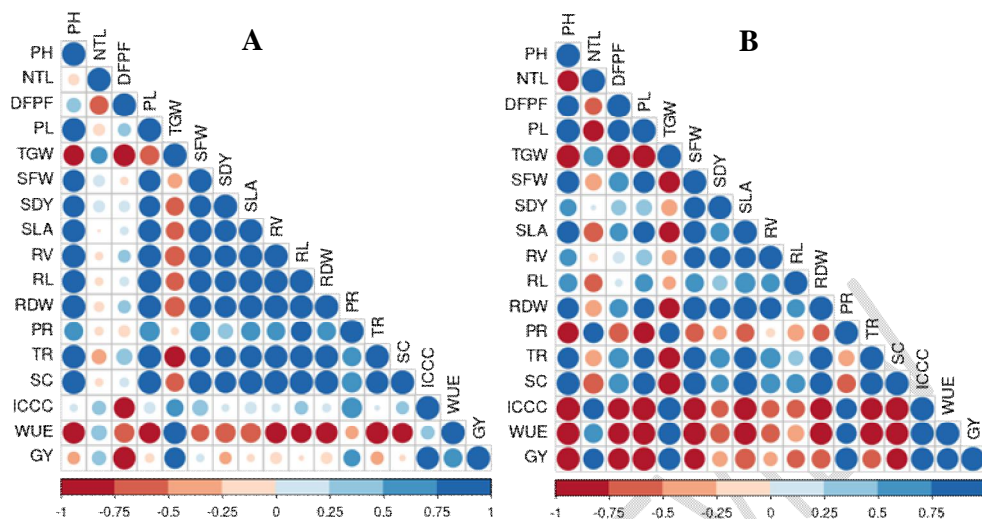 A
PH
NTL
DFPF
PL
TGW
SFW
SDY
SLA
RV
RL
RDW
PR
TR
SC
ICCC
WUE
GY
PH
NTL
DFPF
PL
TGW
SFW
SDY
SLA
RV
RL
RDW
PR
TR
SC
ICCC
WUE
GY
-1 -0.75 -0.5 -0.25 0 0.25 0.5 0.75 1
B
PH
NTL
DFPF
PL
TGW
SFW
SDY
SLA
RV
RL
RDW
PR
TR
SC
ICCC
WUE
GY
PH
NTL
DFPF
PL
TGW
SFW
SDY
SLA
RV
RL
RDW
PR
TR
SC
ICCC
WUE
GY
-1 -0.75 -0.5 -0.25 0 0.25 0.5 0.75